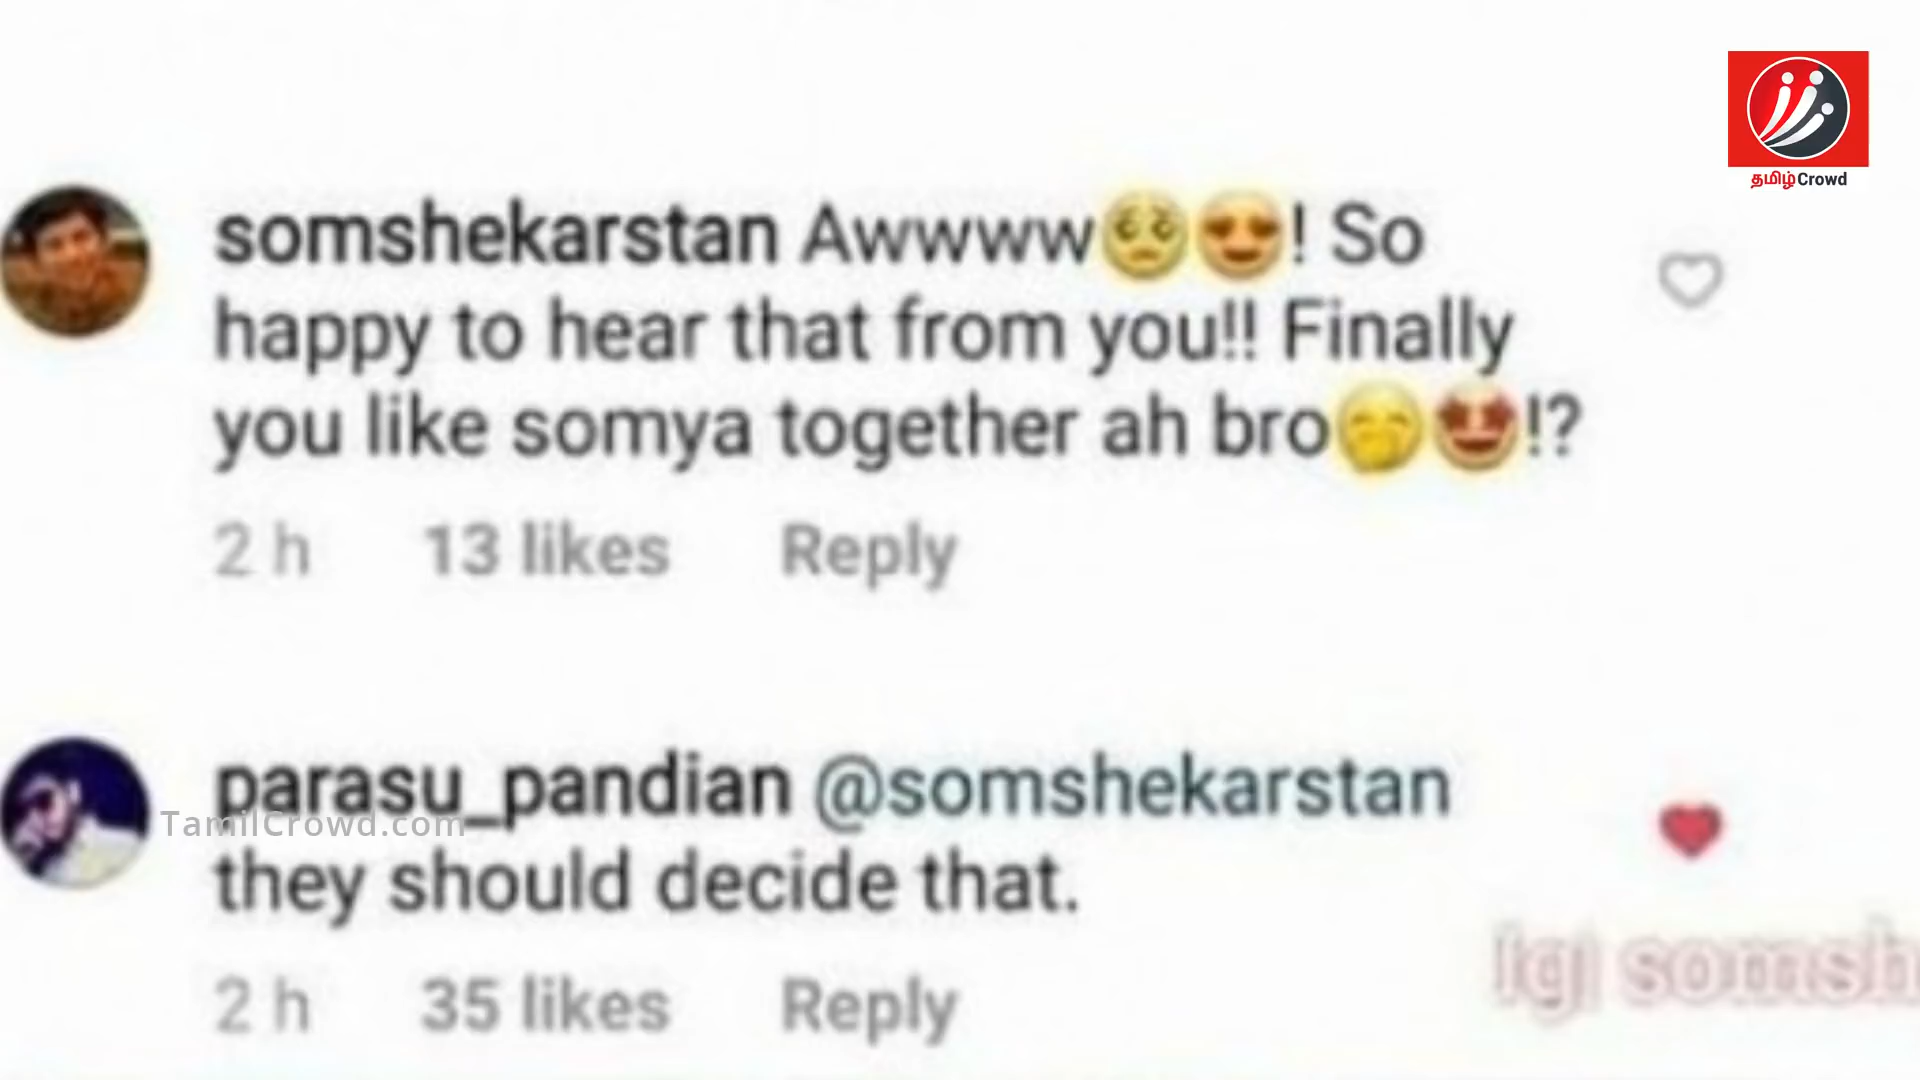 தமிழ்Crowd
somshekarstan Awwww🥺😍! So
happy to hear that from you!! Finally
you like somya together ah bro🤭🤩!?
2 h 13 likes Reply
parasu_pandian @somshekarstan
TamilCrowd.com
they should decide that.
2 h 35 likes Reply